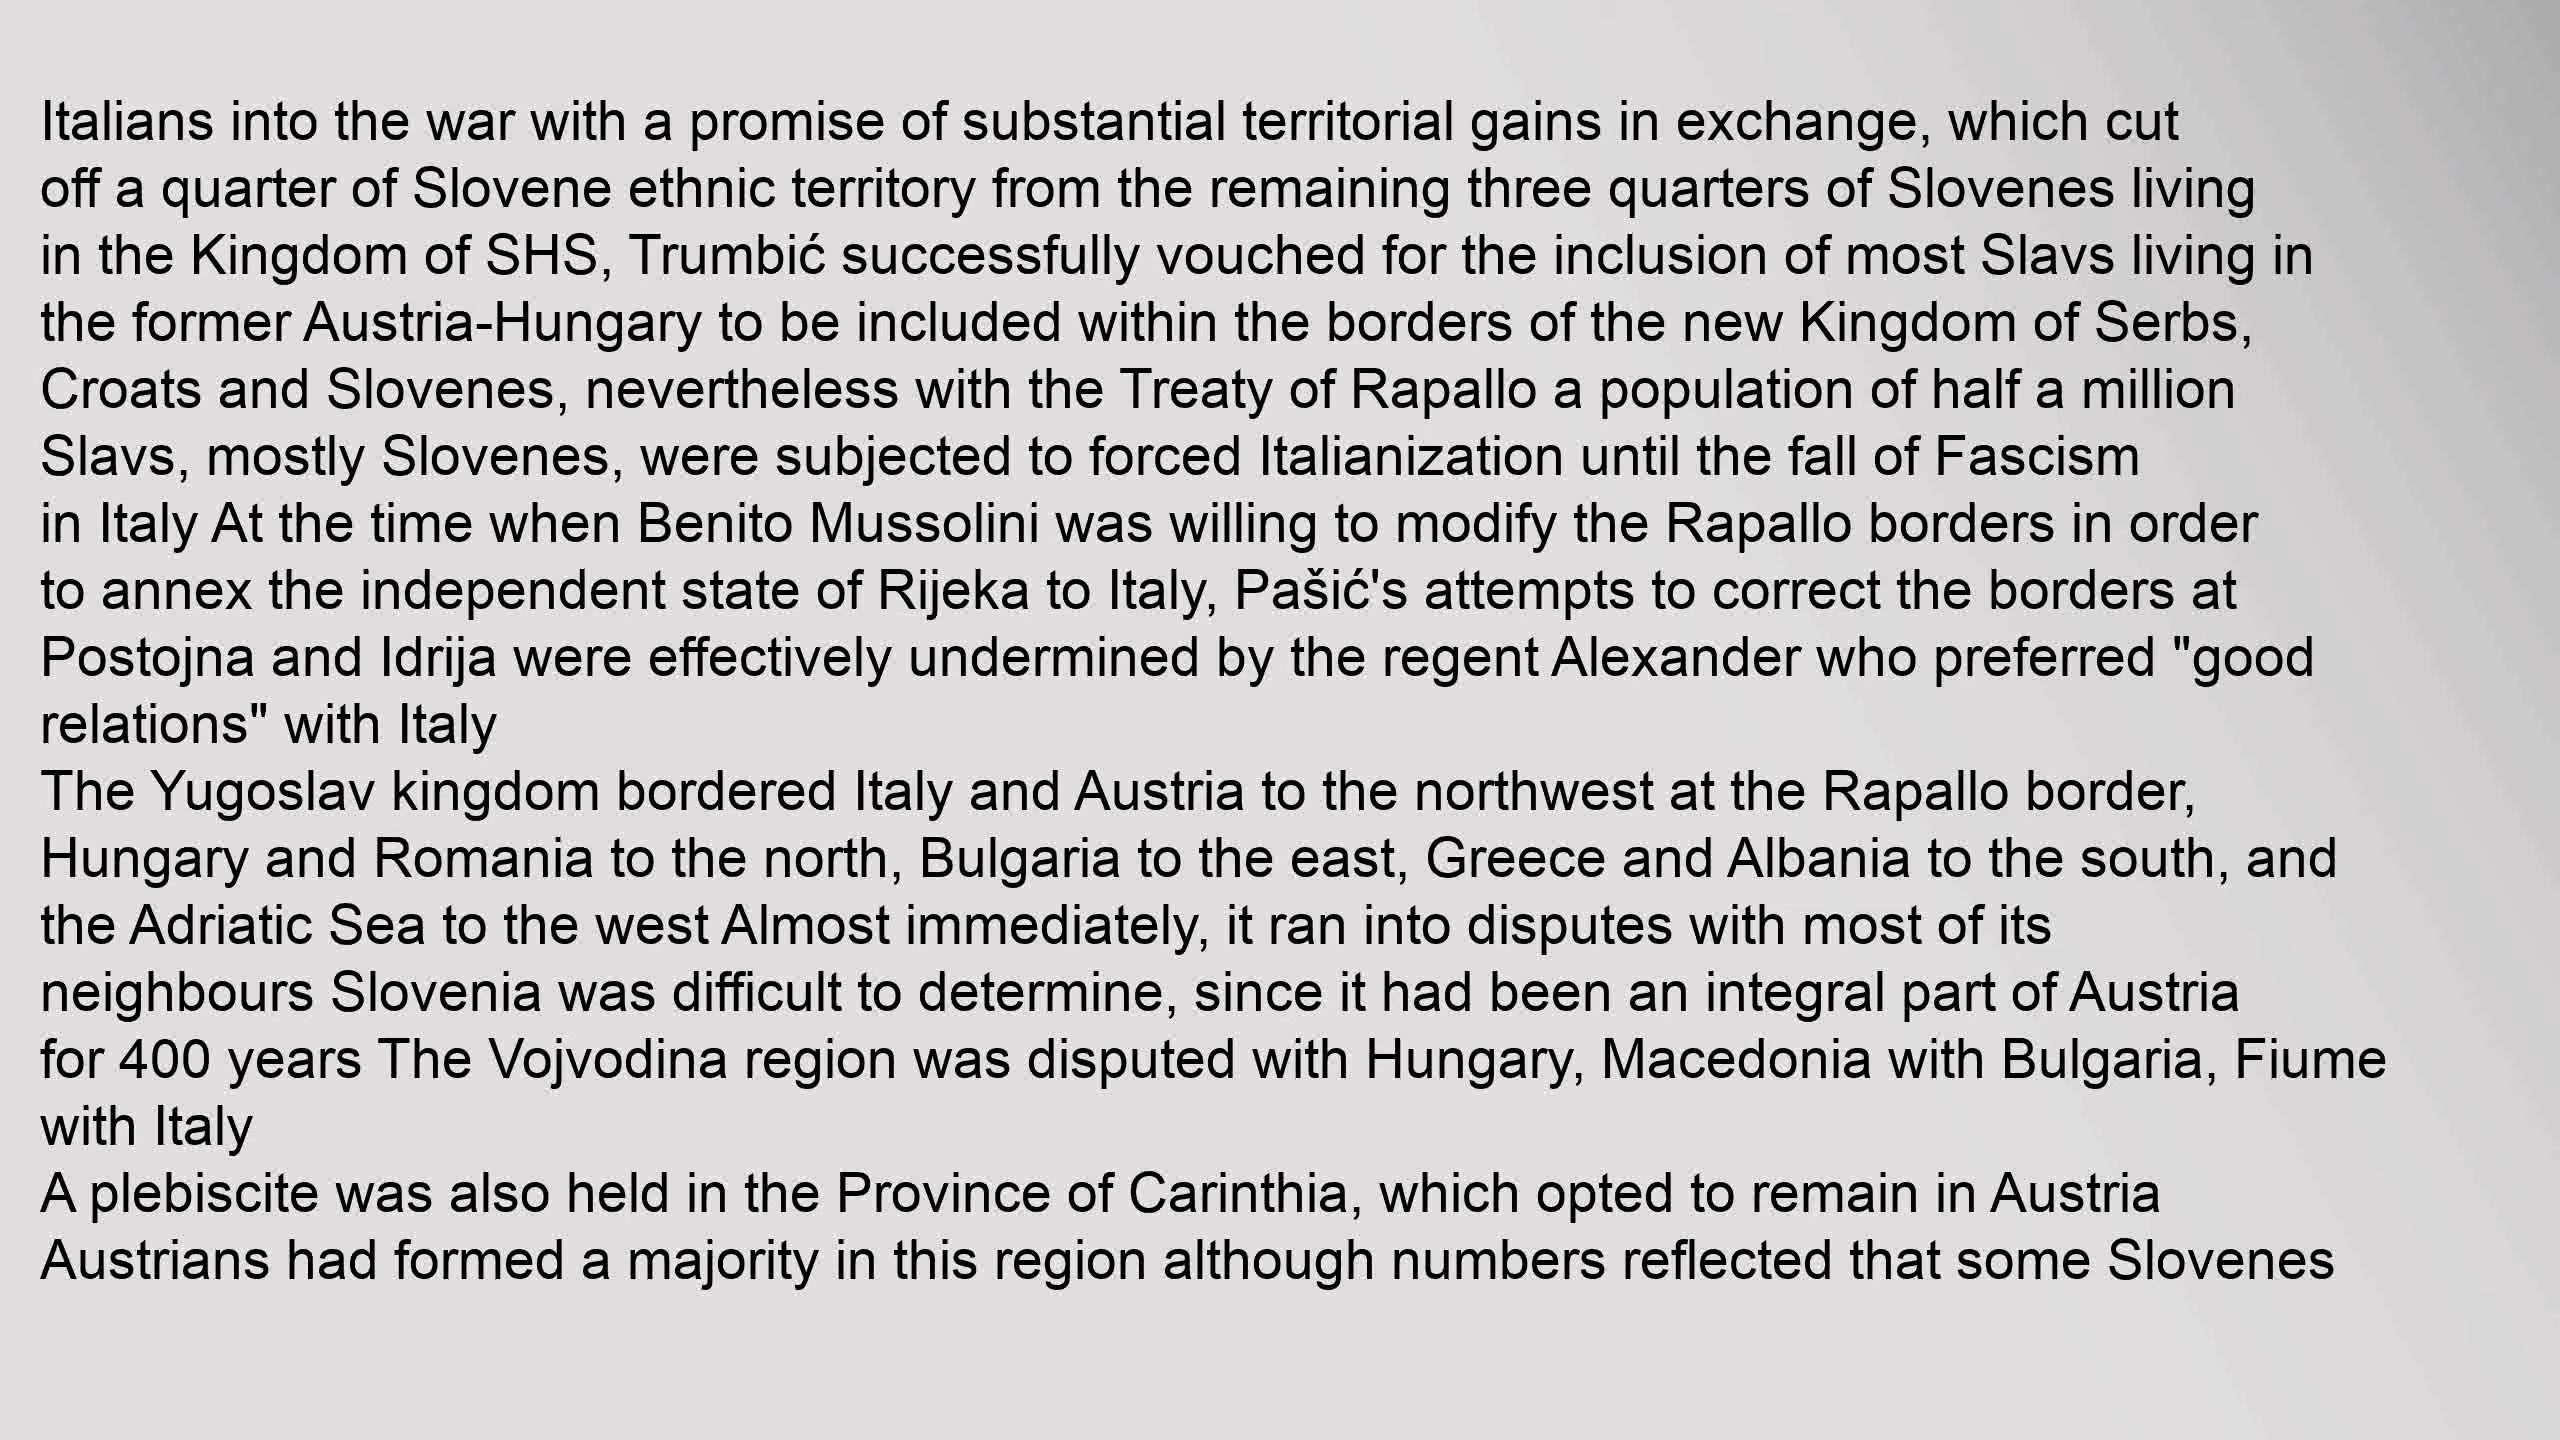 Italians into the war with a promise of substantial territorial gains in exchange, which cut
off a quarter of Slovene ethnic territory from the remaining three quarters of Slovenes living
in the Kingdom of SHS, Trumbić successfully vouched for the inclusion of most Slavs living in
the former Austria-Hungary to be included within the borders of the new Kingdom of Serbs,
Croats and Slovenes, nevertheless with the Treaty of Rapallo a population of half a million
Slavs, mostly Slovenes, were subjected to forced Italianization until the fall of Fascism
in Italy At the time when Benito Mussolini was willing to modify the Rapallo borders in order
to annex the independent state of Rijeka to Italy, Pašić's attempts to correct the borders at
Postojna and Idrija were effectively undermined by the regent Alexander who preferred "good
relations" with Italy
The Yugoslav kingdom bordered Italy and Austria to the northwest at the Rapallo border,
Hungary and Romania to the north, Bulgaria to the east, Greece and Albania to the south, and
the Adriatic Sea to the west Almost immediately, it ran into disputes with most of its
neighbours Slovenia was difficult to determine, since it had been an integral part of Austria
for 400 years The Vojvodina region was disputed with Hungary, Macedonia with Bulgaria, Fiume
with Italy
A plebiscite was also held in the Province of Carinthia, which opted to remain in Austria
Austrians had formed a majority in this region although numbers reflected that some Slovenes